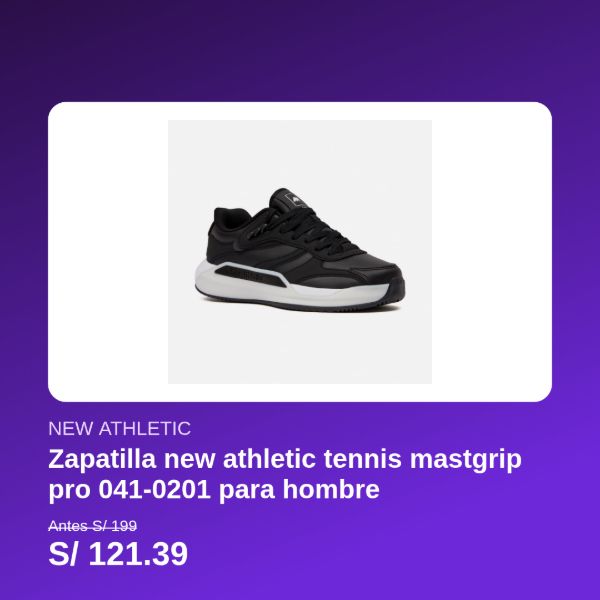 NEW ATHLETIC
Zapatilla new athletic tennis mastgrip
pro 041-0201 para hombre
Antes S/ 199
S/ 121.39